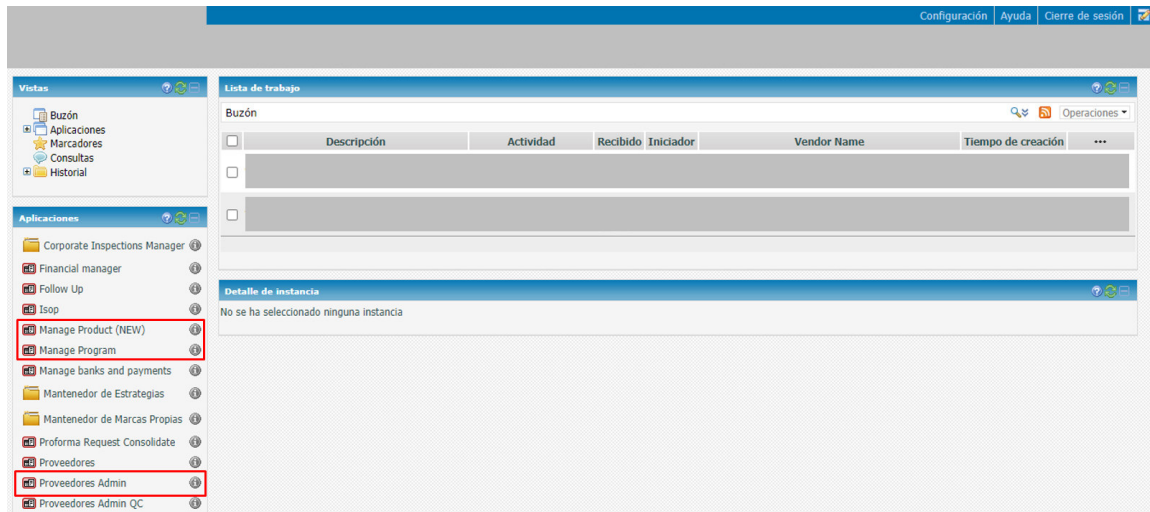 Configuración Ayuda Cierre de sesión
Vistas
Buzón
Aplicaciones
Marcadores
Consultas
Historial
Aplicaciones
Corporate Inspections Manager
Financial manager
Follow Up
Isop
Manage Product (NEW)
Manage Program
Manage banks and payments
Mantenedor de Estrategias
Mantenedor de Marcas Propias
Proforma Request Consolidate
Proveedores
Proveedores Admin
Proveedores Admin QC
Lista de trabajo
Buzón Operaciones
Descripción Actividad Recibido Iniciador Vendor Name Tiempo de creación ...
Detalle de instancia
No se ha seleccionado ninguna instancia